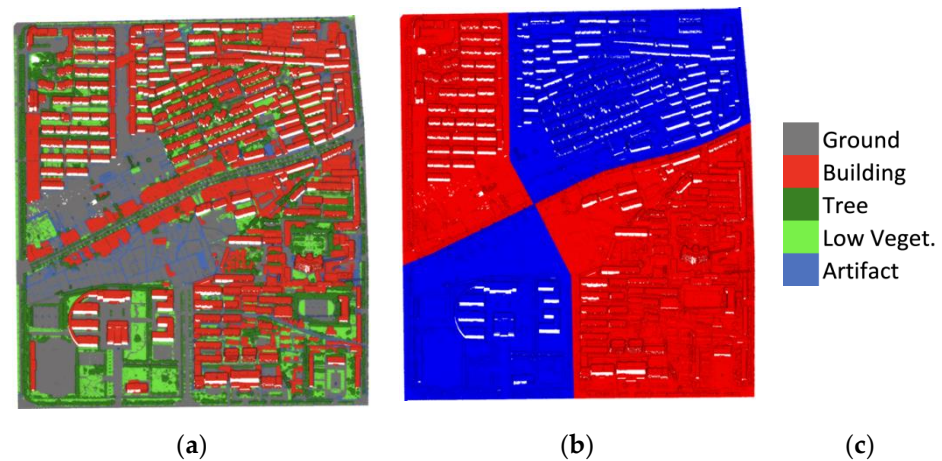 Ground
Building
Tree
Low Veget.
Artifact
(a)
(b)
(c)